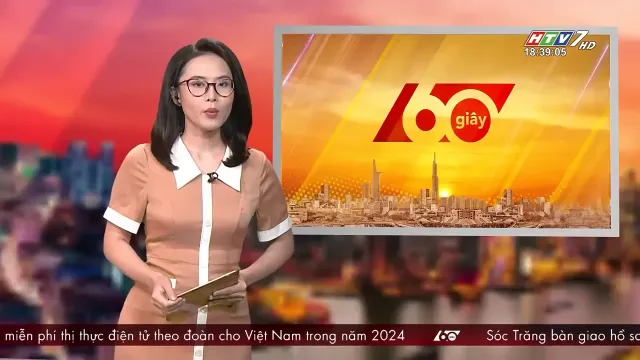 HTV7 HD
18:39:05
60 giây
miễn phí thị thực điện tử theo đoàn cho Việt Nam trong năm 2024 60 Sóc Trăng bàn giao hồ sơ